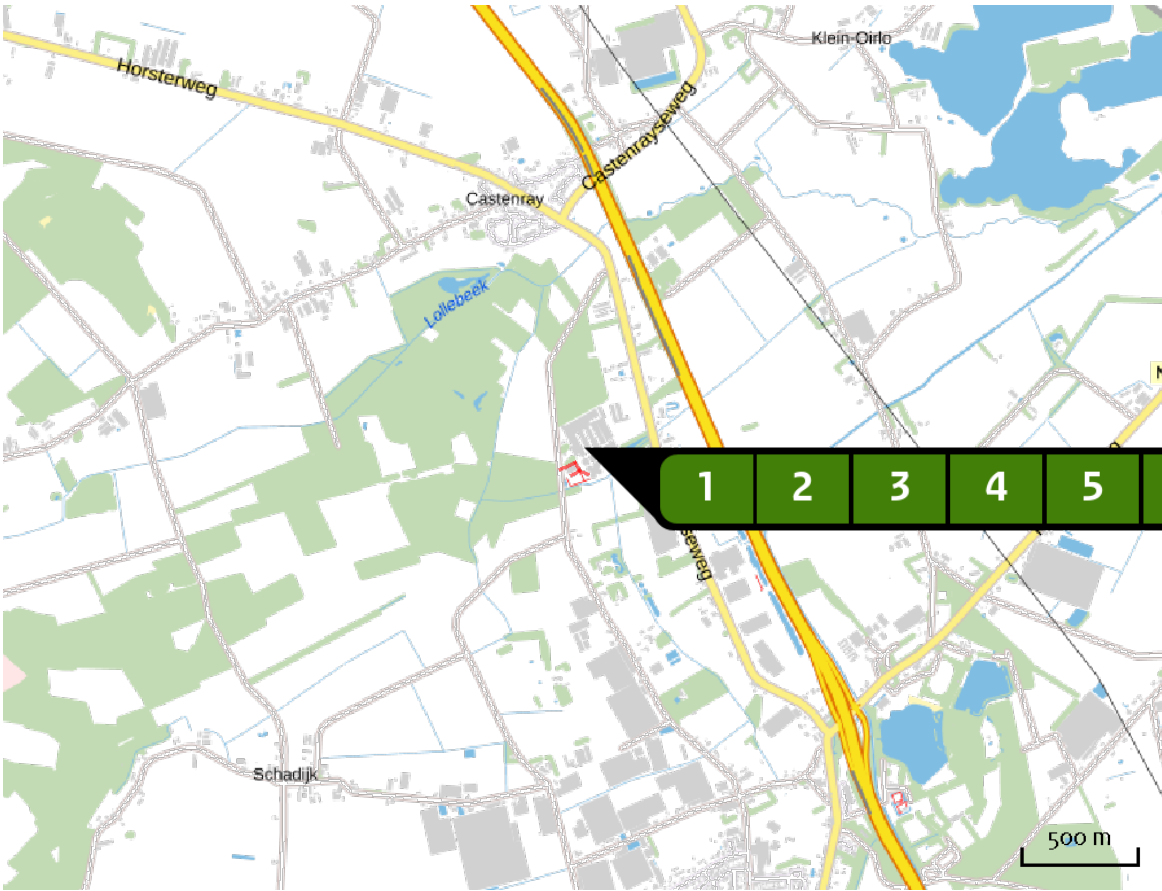 Klein-Oirlo
Horsterweg
Castenrayseweg
Castenray
Lollebeek
N
1 2 3 4 5
seweg
Schadijk
500 m